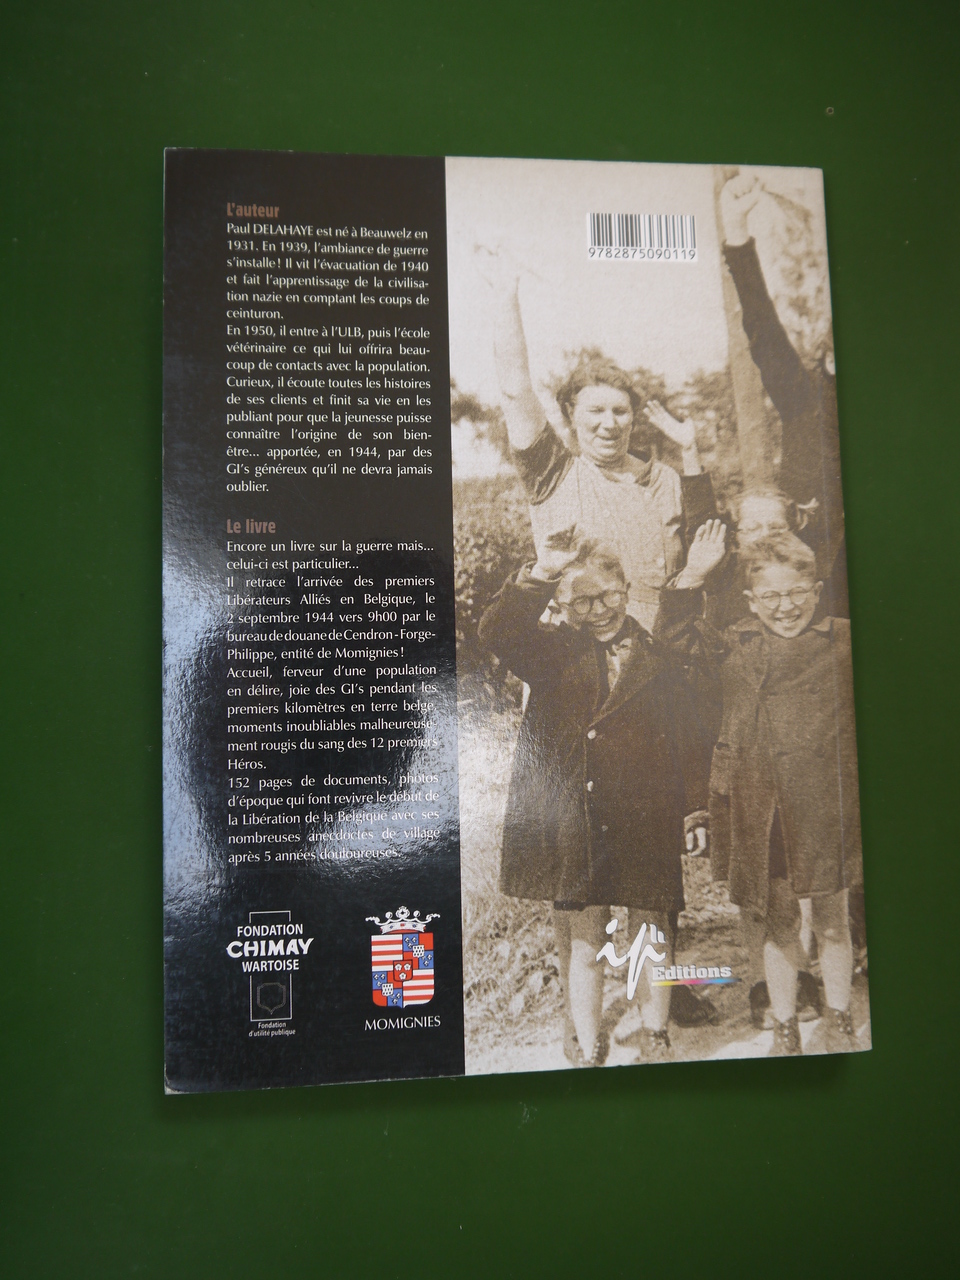 L'auteur
Paul DELAHAYE est né à Beauwelz en
1931. En 1939, l'ambiance de guerre
s'installe ! Il vit l'évacuation de 1940
et fait l'apprentissage de la civilisa-
tion nazie en comptant les coups de
ceinturon.
En 1950, il entre à l'ULB, puis l'école
vétérinaire ce qui lui offrira beau-
coup de contacts avec la population.
Curieux, il écoute toutes les histoires
de ses clients et finit sa vie en les
publiant pour que la jeunesse puisse
connaître l'origine de son bien-
être... apportée, en 1944, par des
GI's généreux qu'il ne devra jamais
oublier.
Le livre
Encore un livre sur la guerre mais...
celui-ci est particulier...
Il retrace l'arrivée des premiers
Libérateurs Alliés en Belgique, le
2 septembre 1944 vers 9h00 par le
bureau de douane de Cendron - Forge-
Philippe, entité de Momignies !
Accueil, ferveur d'une population
en délire, joie des GI's pendant les
premiers kilomètres en terre belge,
moments inoubliables malheureuse-
ment rougis du sang des 12 premiers
Héros.
152 pages de documents, photos
d'époque qui font revivre le début de
la Libération de la Belgique avec ses
nombreuses anecdoctes de village
après 5 années douloureuses.
FONDATION
CHIMAY
WARTOISE
Fondation
d'utilité publique
MOMIGNIES
9782875090119
Editions